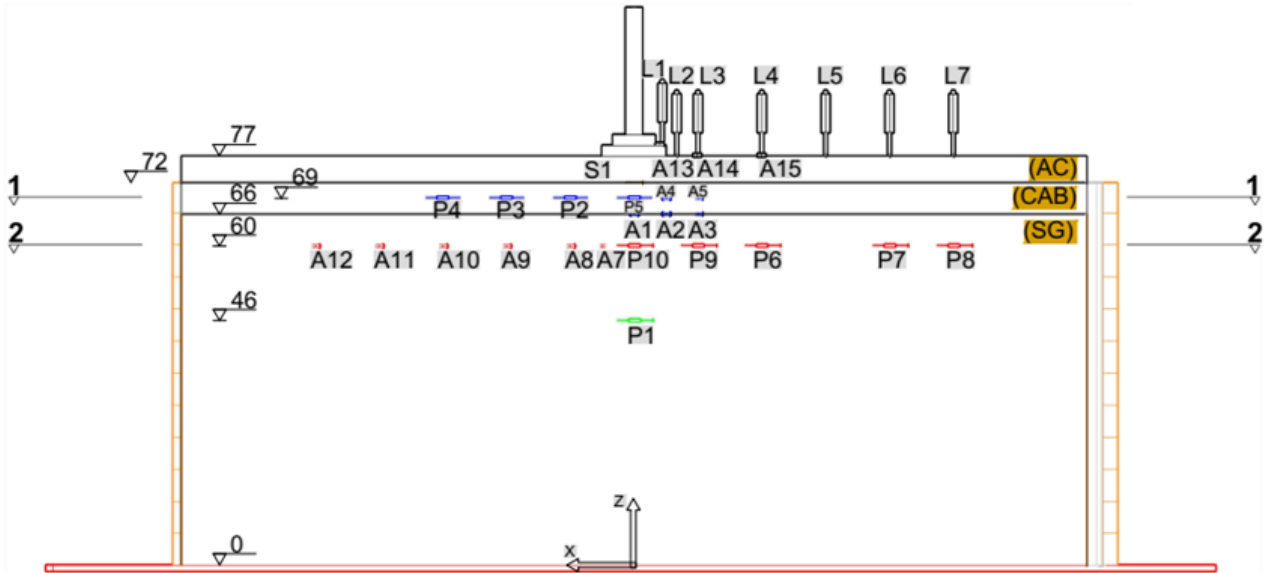 L1 L2 L3 L4 L5 L6 L7
77
72
S1 A13 A14 A15 (AC)
69
1 66 P4 P3 P2 P5 A4 A5 (CAB) 1
2 60 A1 A2 A3 (SG) 2
A12 A11 A10 A9 A8 A7 P10 P9 P6 P7 P8
46
P1
z
0
x